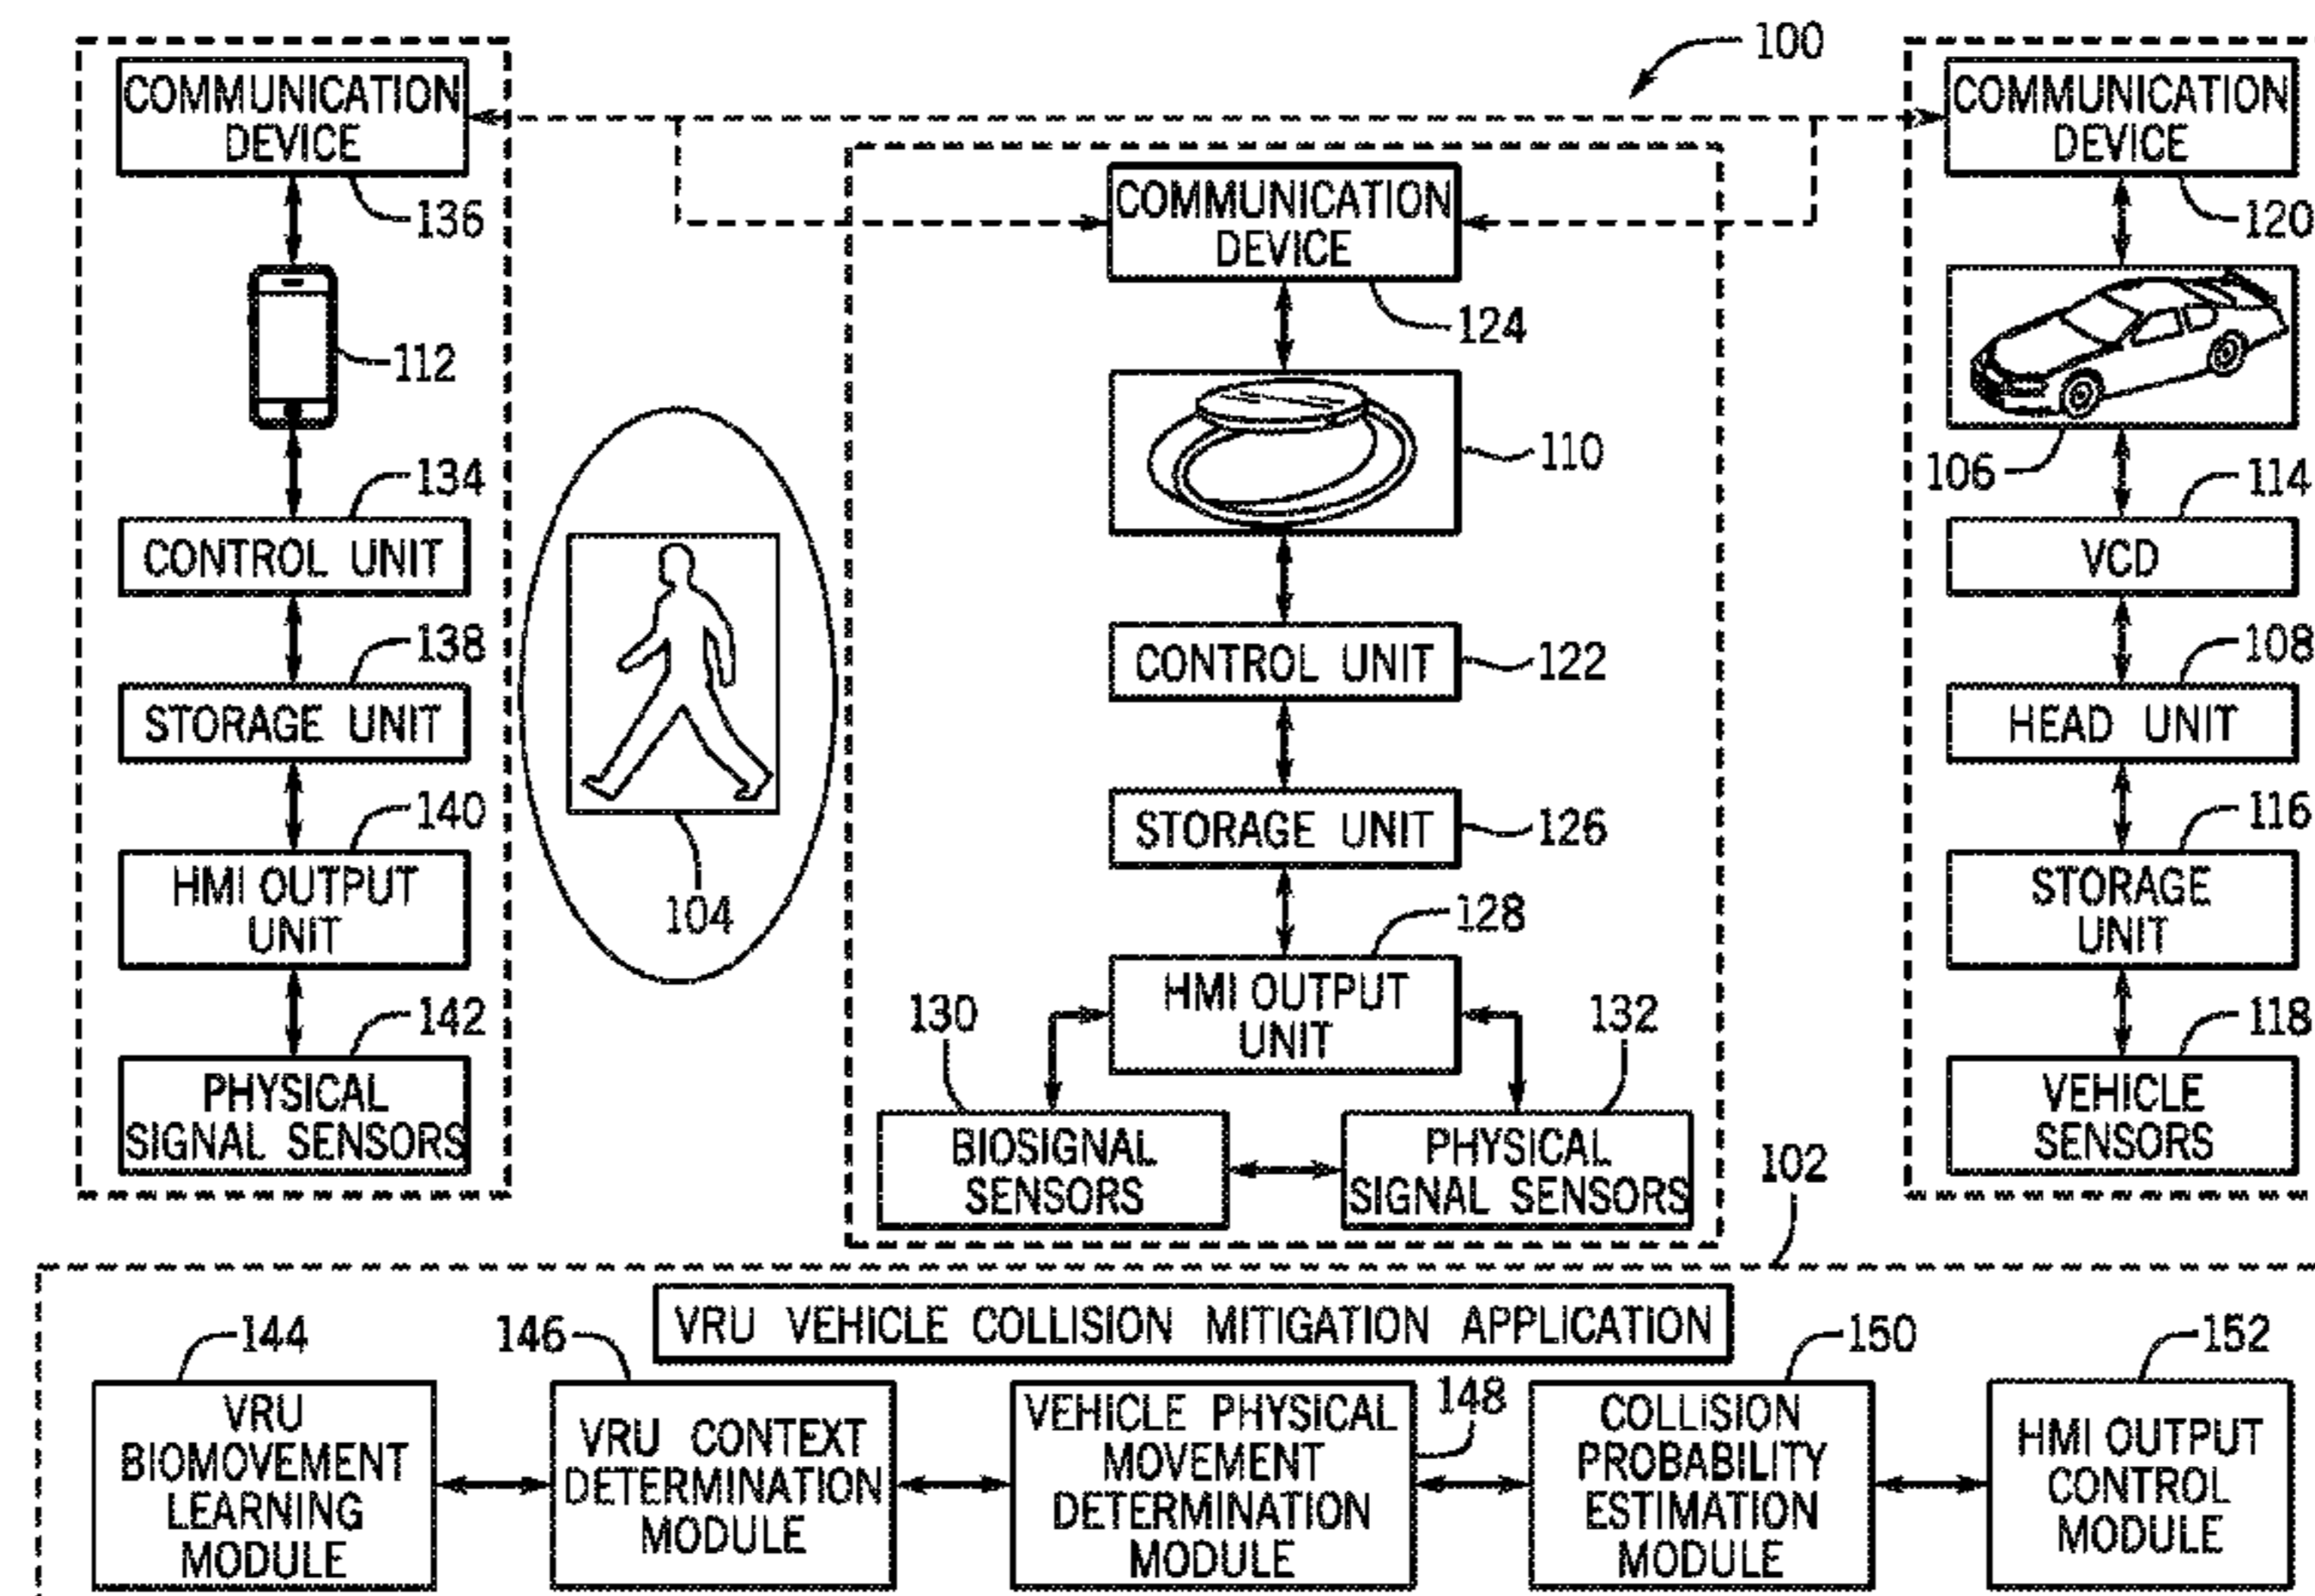 100
COMMUNICATION
DEVICE
136
112
134
CONTROL UNIT
138
STORAGE UNIT
140
HMI OUTPUT
UNIT
142
PHYSICAL
SIGNAL SENSORS
104
COMMUNICATION
DEVICE
124
110
CONTROL UNIT
122
STORAGE UNIT
126
128
HMI OUTPUT
UNIT
130
132
BIOSIGNAL
SENSORS
PHYSICAL
SIGNAL SENSORS
COMMUNICATION
DEVICE
120
106
114
VCD
108
HEAD UNIT
116
STORAGE
UNIT
118
VEHICLE
SENSORS
102
VRU VEHICLE COLLISION MITIGATION APPLICATION
144
VRU
BIOMOVEMENT
LEARNING
MODULE
146
VRU CONTEXT
DETERMINATION
MODULE
148
VEHICLE PHYSICAL
MOVEMENT
DETERMINATION
MODULE
150
COLLISION
PROBABILITY
ESTIMATION
MODULE
152
HMI OUTPUT
CONTROL
MODULE